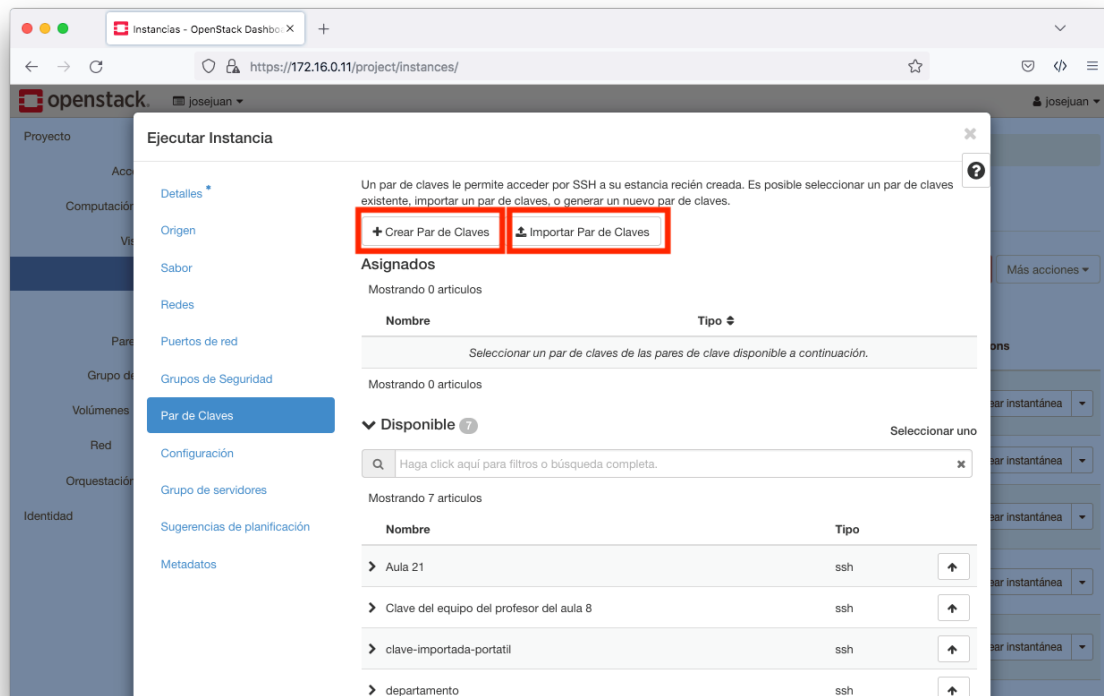 Instancias - OpenStack Dashboa
https://172.16.0.11/project/instances/
openstack.
josejuan
josejuan
Proyecto
Ejecutar Instancia
Detalles *
Un par de claves le permite acceder por SSH a su estancia recién creada. Es posible seleccionar un par de claves
existente, importar un par de claves, o generar un nuevo par de claves.
Computación
Origen
Crear Par de Claves
Importar Par de Claves
Sabor
Asignados
Más acciones
Mostrando 0 articulos
Redes
Nombre
Tipo
Puertos de red
Seleccionar un par de claves de las pares de clave disponible a continuación.
Grupo de
Grupos de Seguridad
Mostrando 0 articulos
Volúmenes
Par de Claves
Disponible 7
Seleccionar uno
instantánea
Red
Configuración
Haga click aquí para filtros o búsqueda completa.
instantánea
Orquestación
Grupo de servidores
Mostrando 7 articulos
Identidad
Sugerencias de planificación
Nombre
Tipo
instantánea
Metadatos
Aula 21
ssh
instantánea
Clave del equipo del profesor del aula 8
ssh
clave-importada-portatil
ssh
instantánea
departamento
ssh